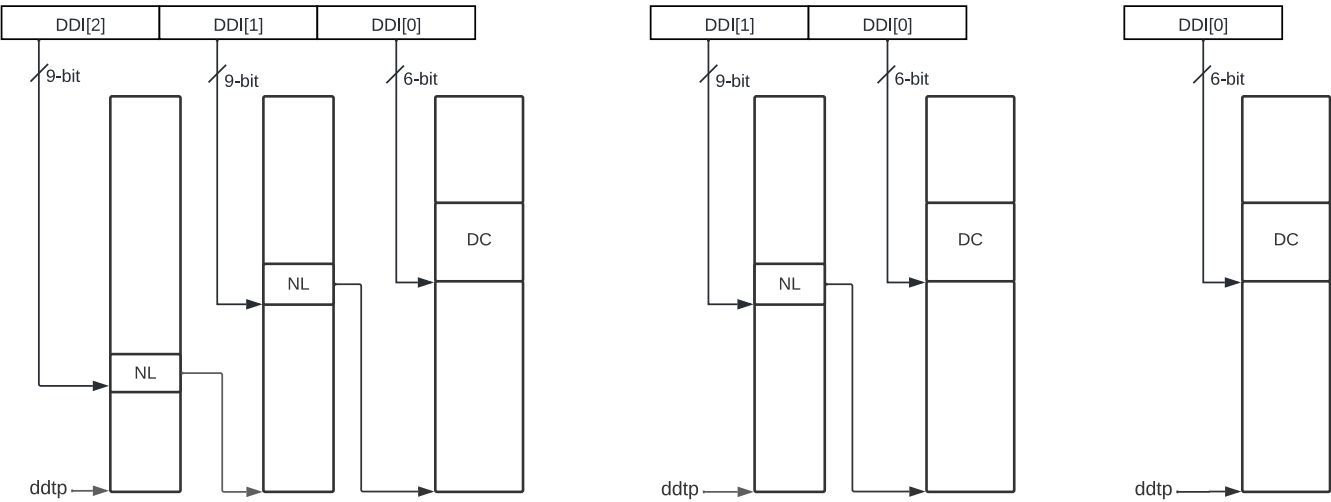 DDI[2] DDI[1] DDI[0] DDI[1] DDI[0] DDI[0]
9-bit 9-bit 6-bit 9-bit 6-bit 6-bit
DC DC DC
NL NL
NL
ddtp ddtp ddtp